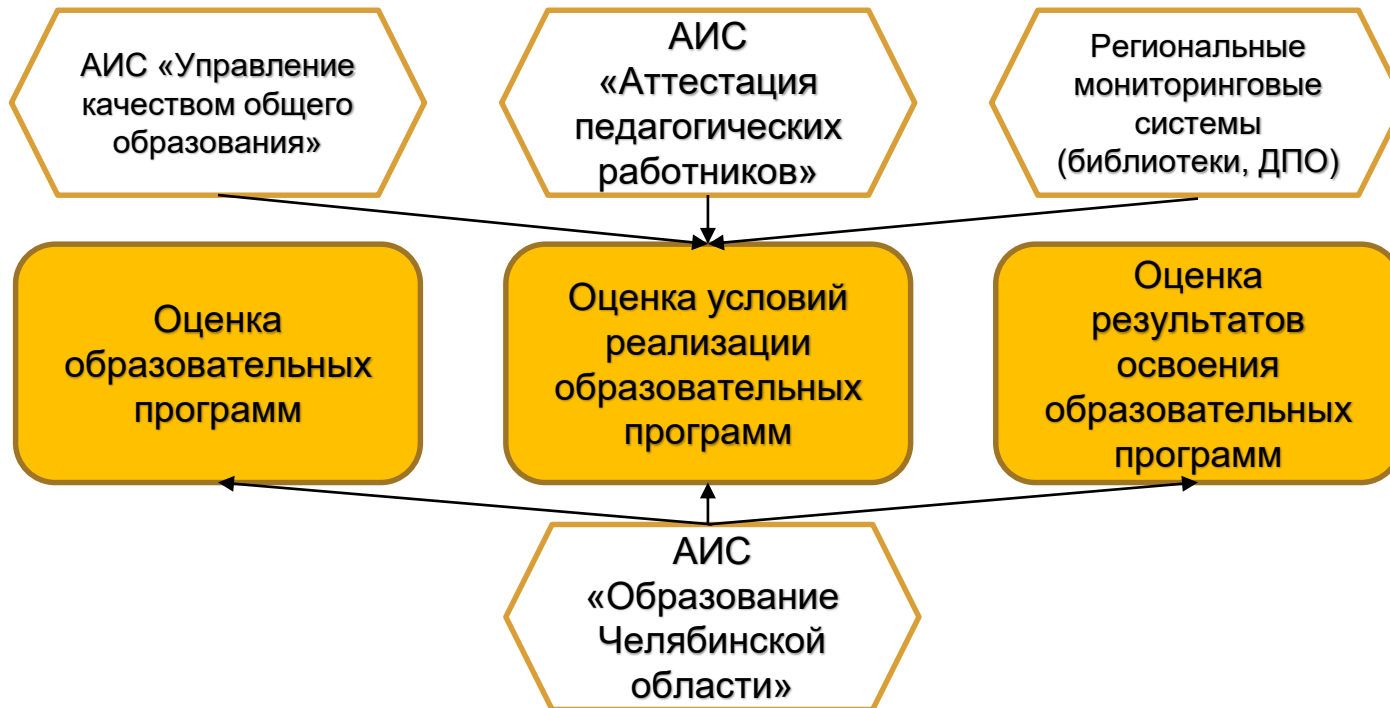 АИС «Управление
качеством общего
образования»
АИС
«Аттестация
педагогических
работников»
Региональные
мониторинговые
системы
(библиотеки, ДПО)
Оценка
образовательных
программ
Оценка условий
реализации
образовательных
программ
Оценка
результатов
освоения
образовательных
программ
АИС
«Образование
Челябинской
области»